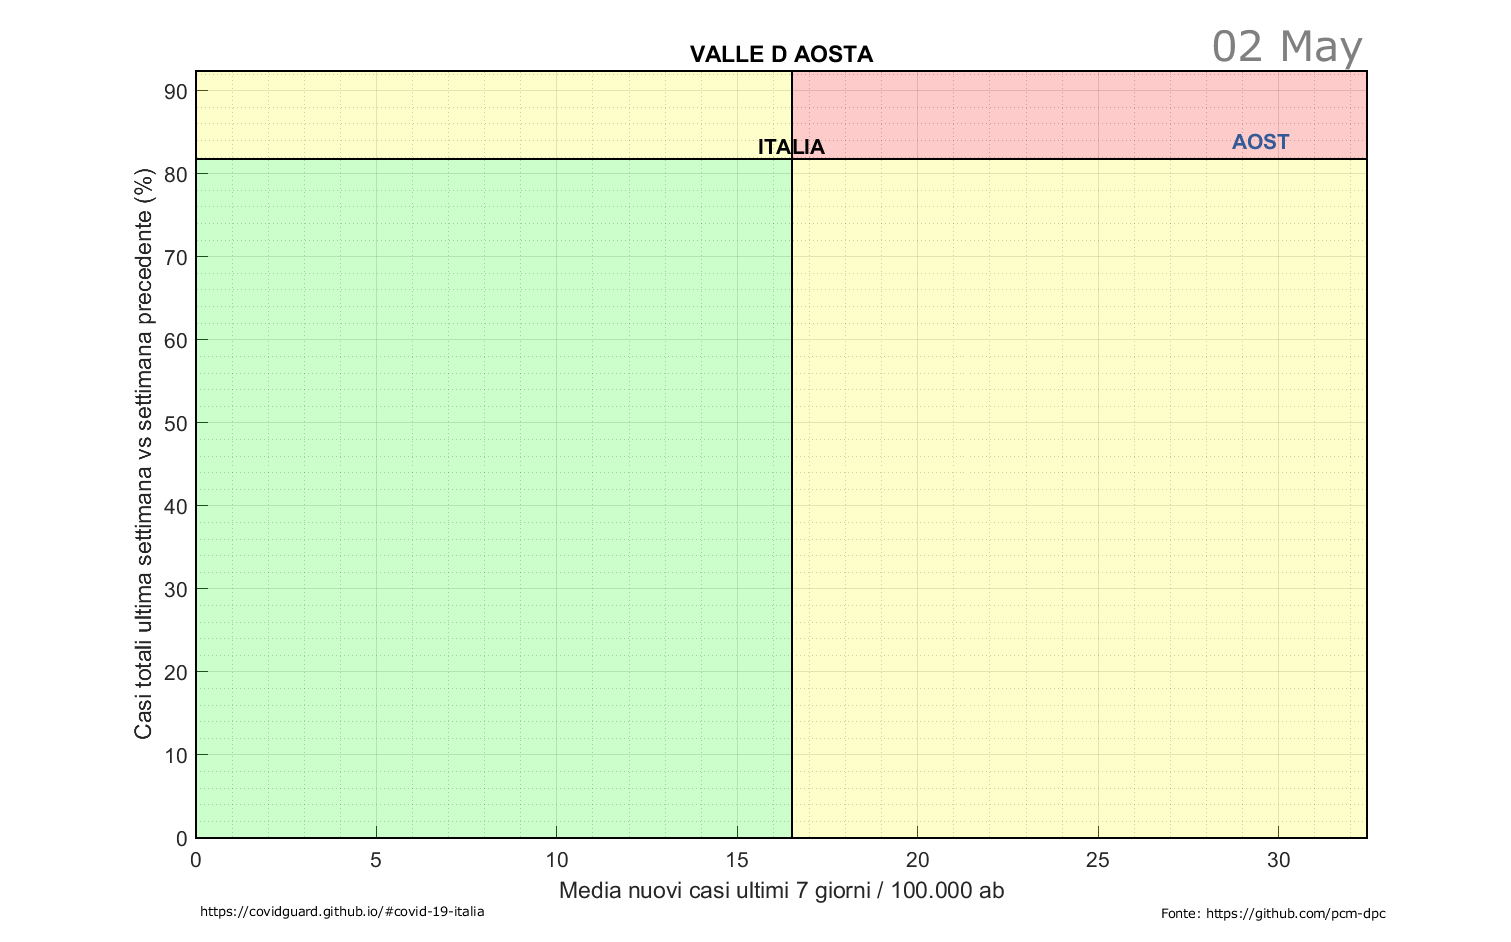 02 May
VALLE D AOSTA
90
80
70
60
50
40
30
20
10
0
ITALIA
AOST
Casi totali ultima settimana vs settimana precedente (%)
0 5 10 15 20 25 30
Media nuovi casi ultimi 7 giorni / 100.000 ab
https://covidguard.github.io/#covid-19-italia
Fonte: https://github.com/pcm-dpc